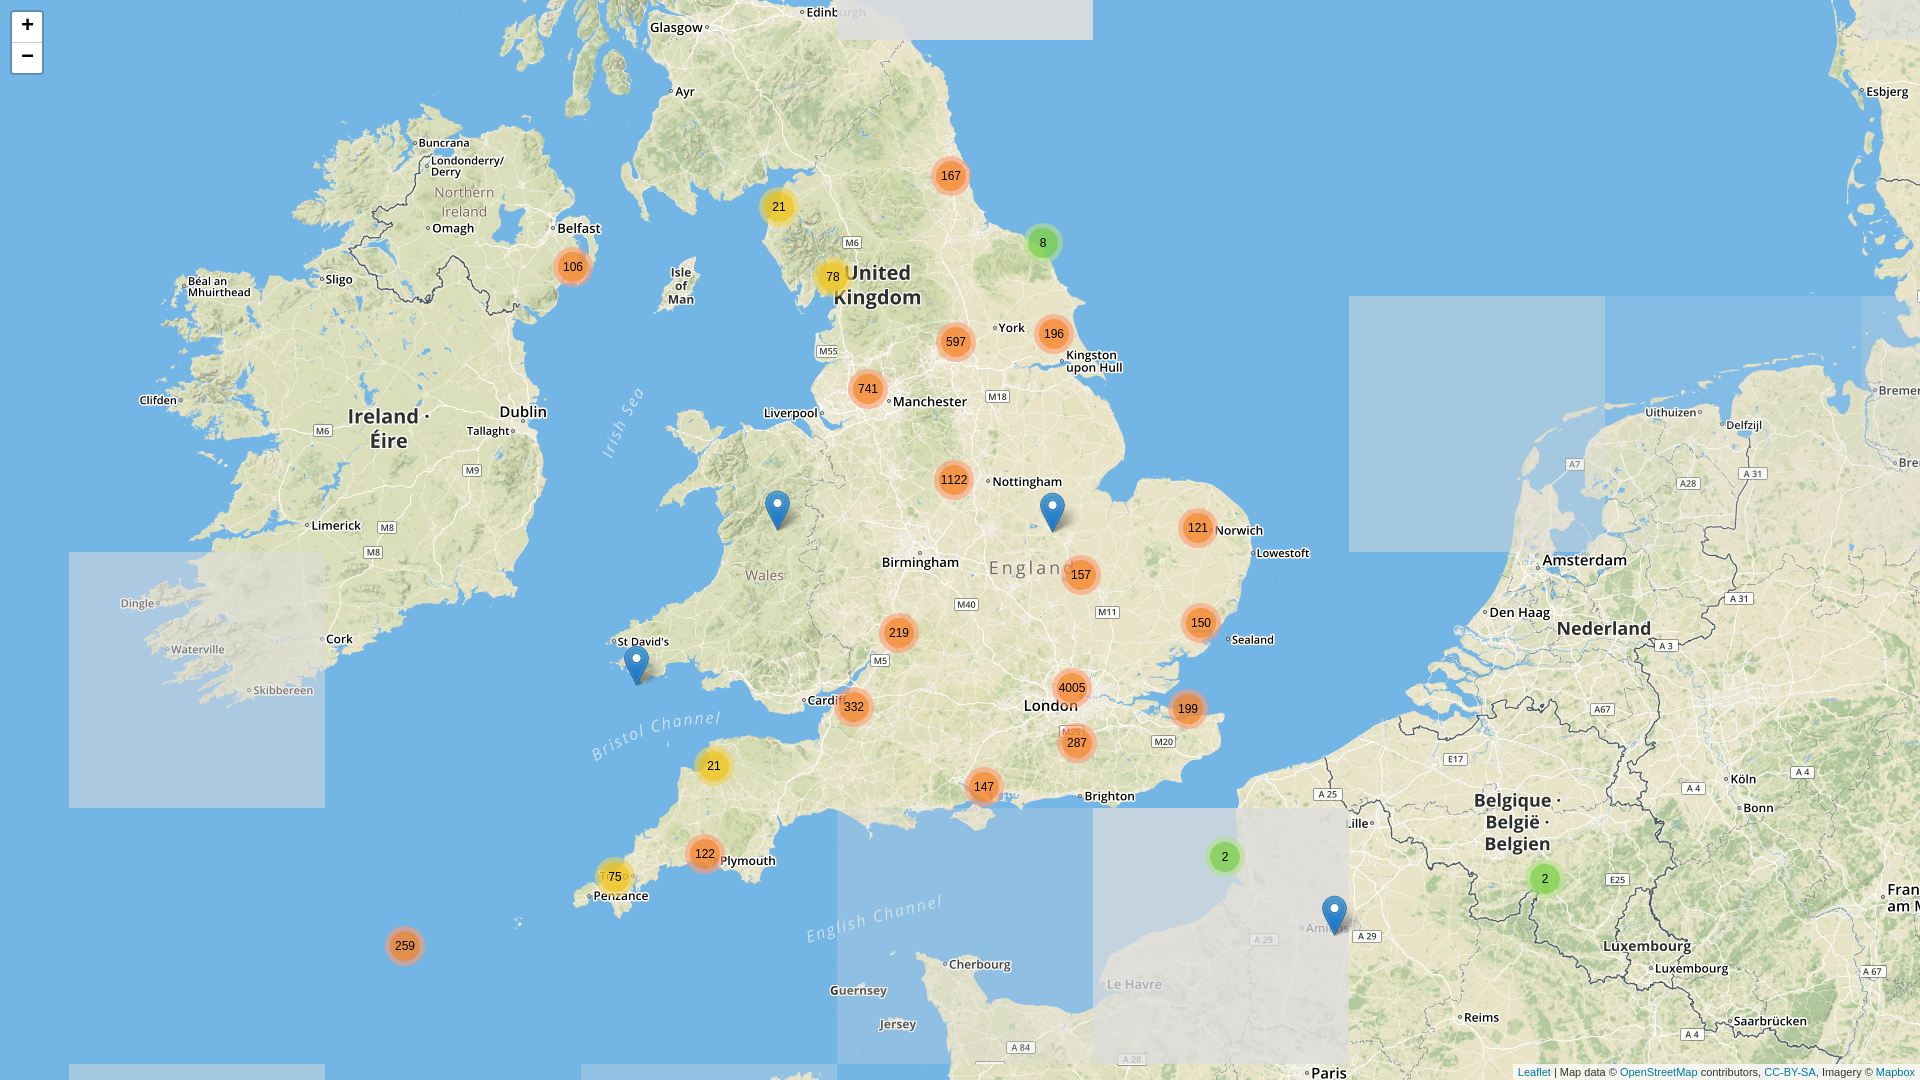 +
−
Edinburgh
Glasgow
Ayr
Esbjerg
Buncrana
Londonderry/
Derry
Northern
Ireland
167
21
Omagh
Belfast
8
M6
106
Isle
of
Man
78
United
Kingdom
Béal an
Mhuirthead
Sligo
York
196
597
M55
Kingston
upon Hull
741
Manchester
M18
Liverpool
Clifden
Dublin
Tallaght
Ireland ·
Éire
M6
M9
Irish Sea
Uithuizen
Delfzijl
A7
A 31
A28
1122
Nottingham
Limerick
M8
M8
121
Norwich
Lowestoft
Birmingham
England
157
Wales
Amsterdam
A 31
Den Haag
Nederland
A 3
Dingle
Waterville
Skibbereen
Cork
M40
M11
219
150
Sealand
St David's
M5
4005
London
Cardiff
332
199
M25
287
M20
Bristol Channel
21
147
Brighton
A67
E17
A 25
Lille
Köln
A 4
A 4
Bonn
Belgique ·
België ·
Belgien
122
Plymouth
75
Penzance
2
2
E25
259
English Channel
Amiens
A 29
A 29
Luxembourg
Luxembourg
A 67
Cherbourg
Guernsey
Le Havre
Jersey
Reims
Saarbrücken
A 4
A 84
A 28
Paris
Leaflet | Map data © OpenStreetMap contributors, CC-BY-SA, Imagery © Mapbox